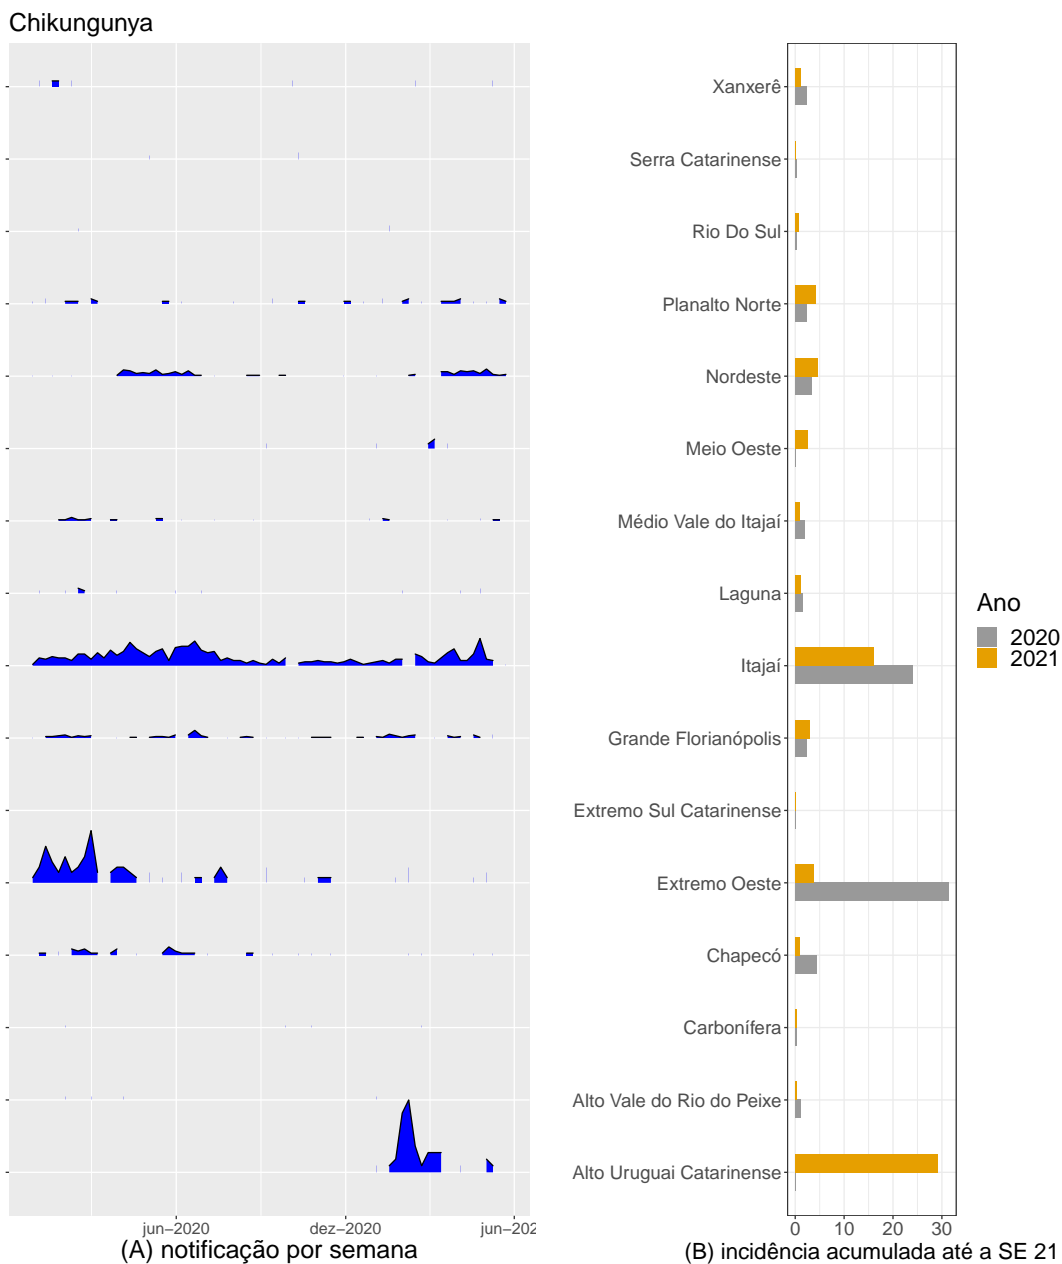 Chikungunya
Xanxerê
Serra Catarinense
Rio Do Sul
Planalto Norte
Nordeste
Meio Oeste
Médio Vale do Itajaí
Laguna
Itajaí
Grande Florianópolis
Extremo Sul Catarinense
Extremo Oeste
Chapecó
Carbonífera
Alto Vale do Rio do Peixe
Alto Uruguai Catarinense
Ano
2020
2021
jun−2020 dez−2020 jun−202
0 10 20 30
(A) notificação por semana
(B) incidência acumulada até a SE 21